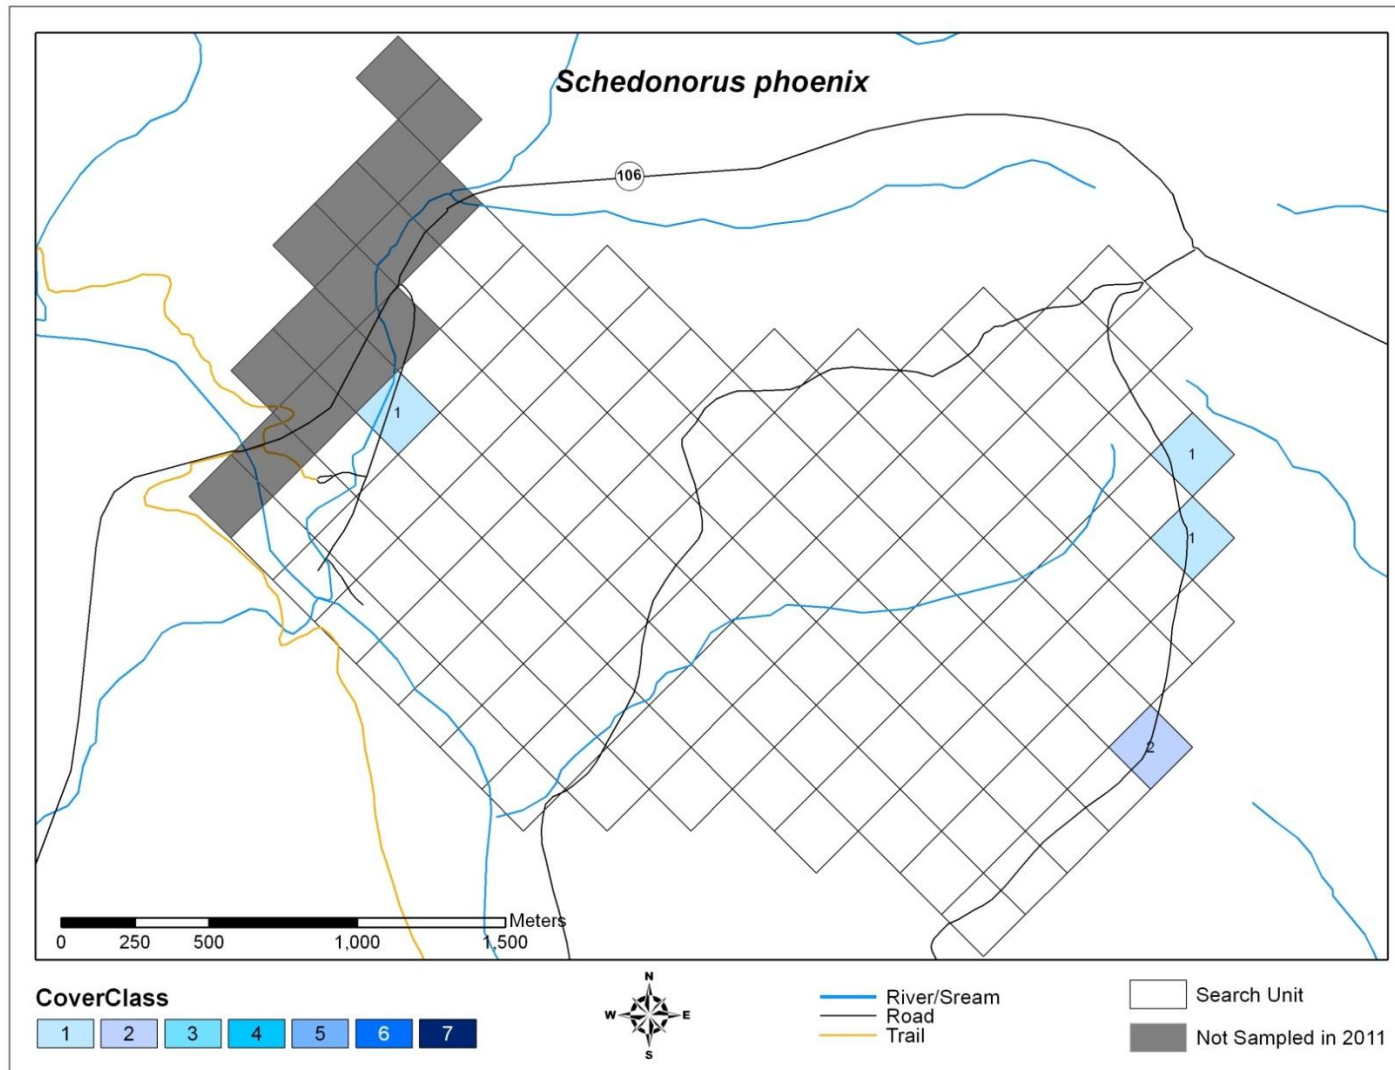 Schedonorus phoenix
106
1
1
1
2
Meters
0 250 500 1,000 1,500
CoverClass
1 2 3 4 5 6 7
N
W E
S
River/Sream
Road
Trail
Search Unit
Not Sampled in 2011